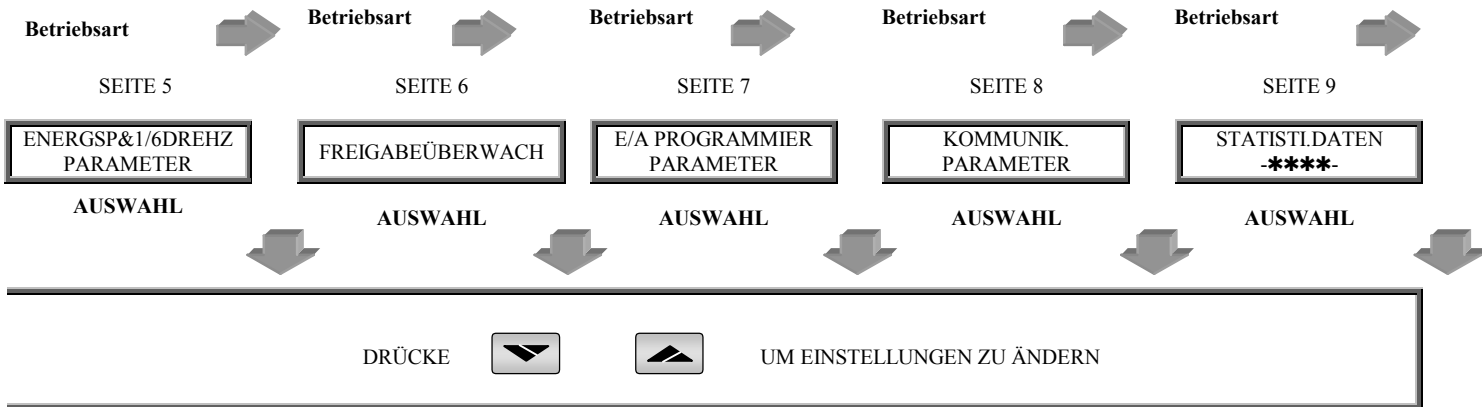 Betriebsart Betriebsart Betriebsart Betriebsart Betriebsart
SEITE 5 SEITE 6 SEITE 7 SEITE 8 SEITE 9
ENERGSP&1/6DREHZ
PARAMETER
FREIGABEÜBERWACH
E/A PROGRAMMIER
PARAMETER
KOMMUNIK.
PARAMETER
STATISTI.DATEN
-✱✱✱✱-
AUSWAHL AUSWAHL AUSWAHL AUSWAHL AUSWAHL
DRÜCKE UM EINSTELLUNGEN ZU ÄNDERN